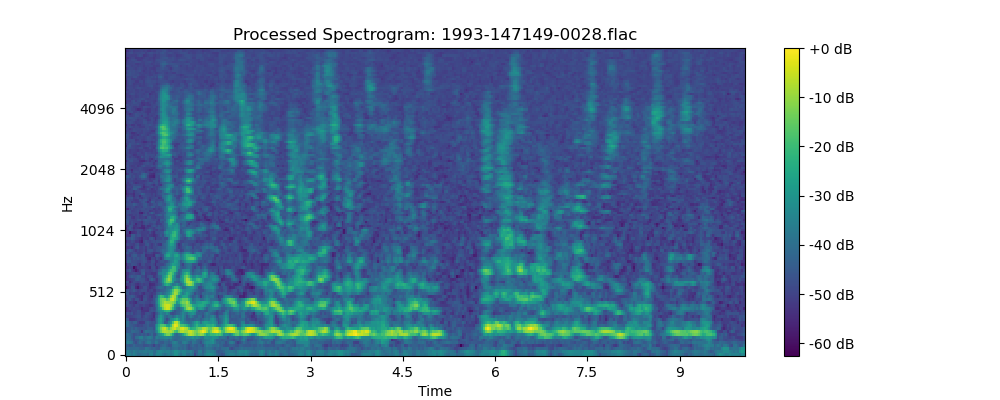 Processed Spectrogram: 1993-147149-0028.flac
Hz
4096
2048
1024
512
0
0 1.5 3 4.5 6 7.5 9
Time
+0 dB
-10 dB
-20 dB
-30 dB
-40 dB
-50 dB
-60 dB